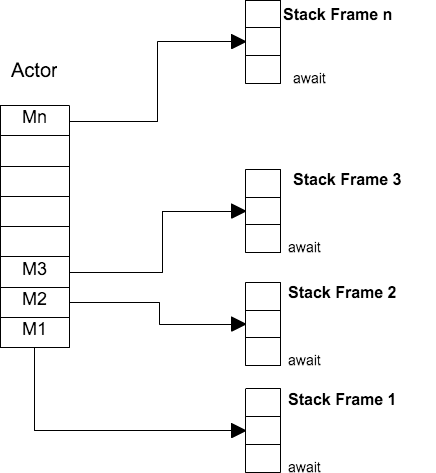 Stack Frame n
await
Actor
Mn
Stack Frame 3
await
M3
M2
M1
Stack Frame 2
await
Stack Frame 1
await